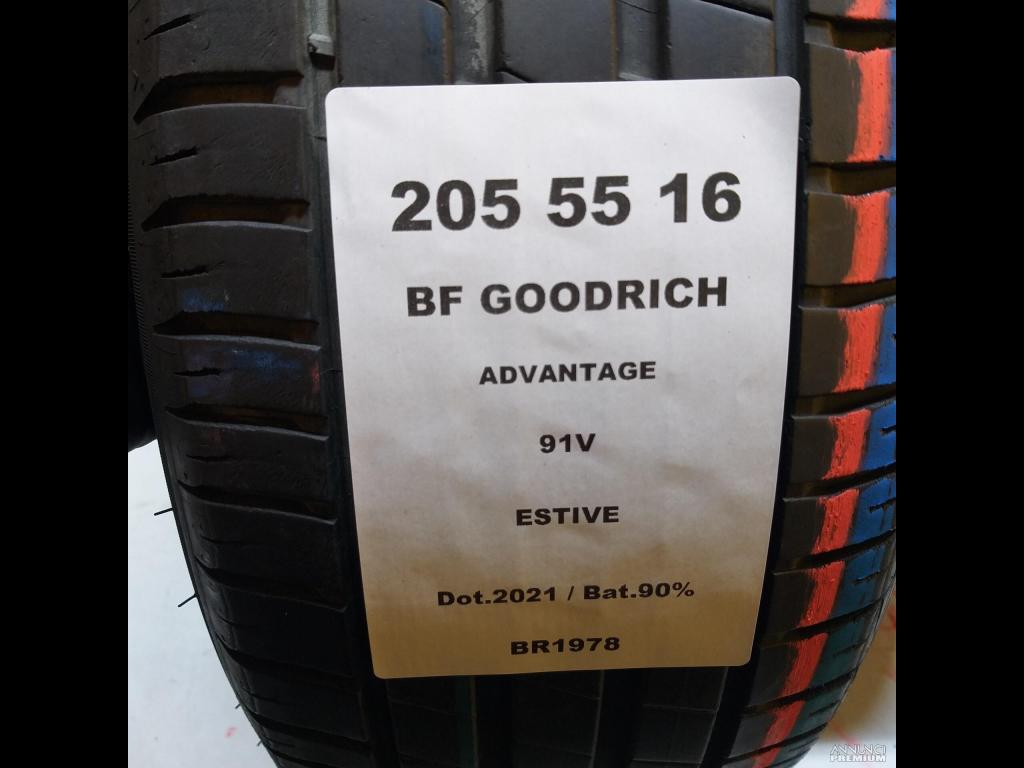 205 55 16
BF GOODRICH
ADVANTAGE
91V
ESTIVE
Dot.2021 / Bat.90%
BR1978
ANNUNCI
PREMIUM